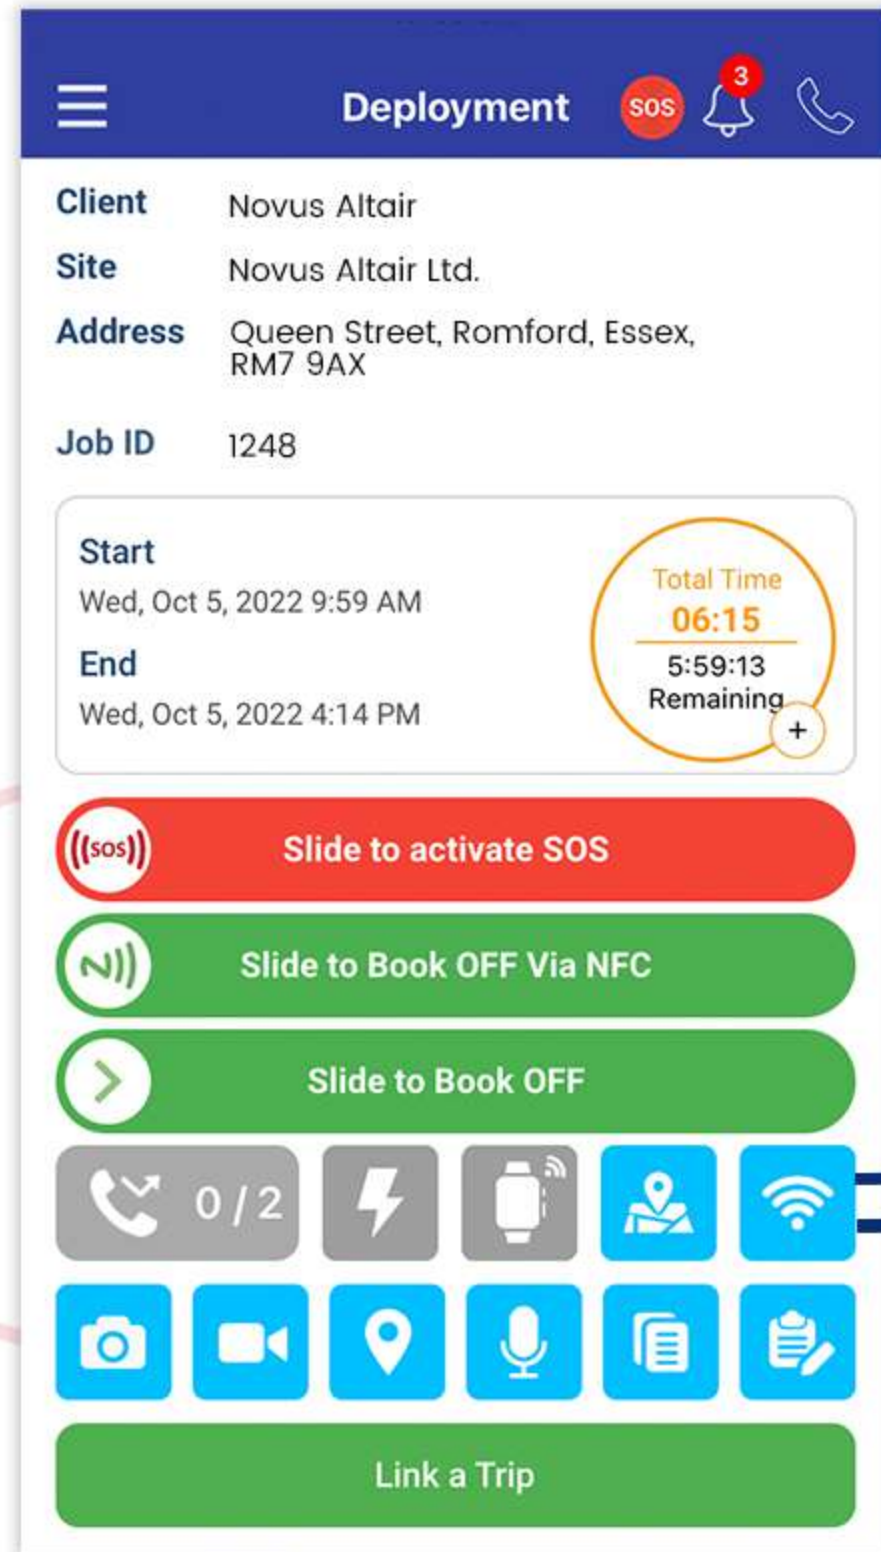 Deployment SOS 3
Client Novus Altair
Site Novus Altair Ltd.
Address Queen Street, Romford, Essex,
RM7 9AX
Job ID 1248
Start
Wed, Oct 5, 2022 9:59 AM
End
Wed, Oct 5, 2022 4:14 PM
Total Time
06:15
5:59:13
Remaining
+
((SOS)) Slide to activate SOS
Slide to Book OFF Via NFC
Slide to Book OFF
0/2
Link a Trip